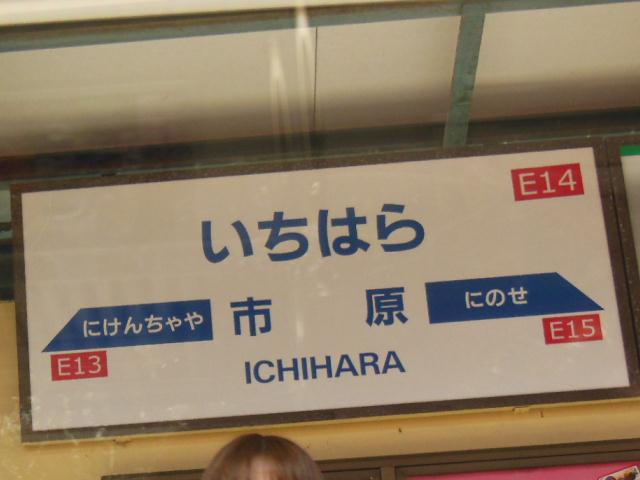 E14
いちはら
にけんちゃや
市原
にのせ
E13
E15
ICHIHARA